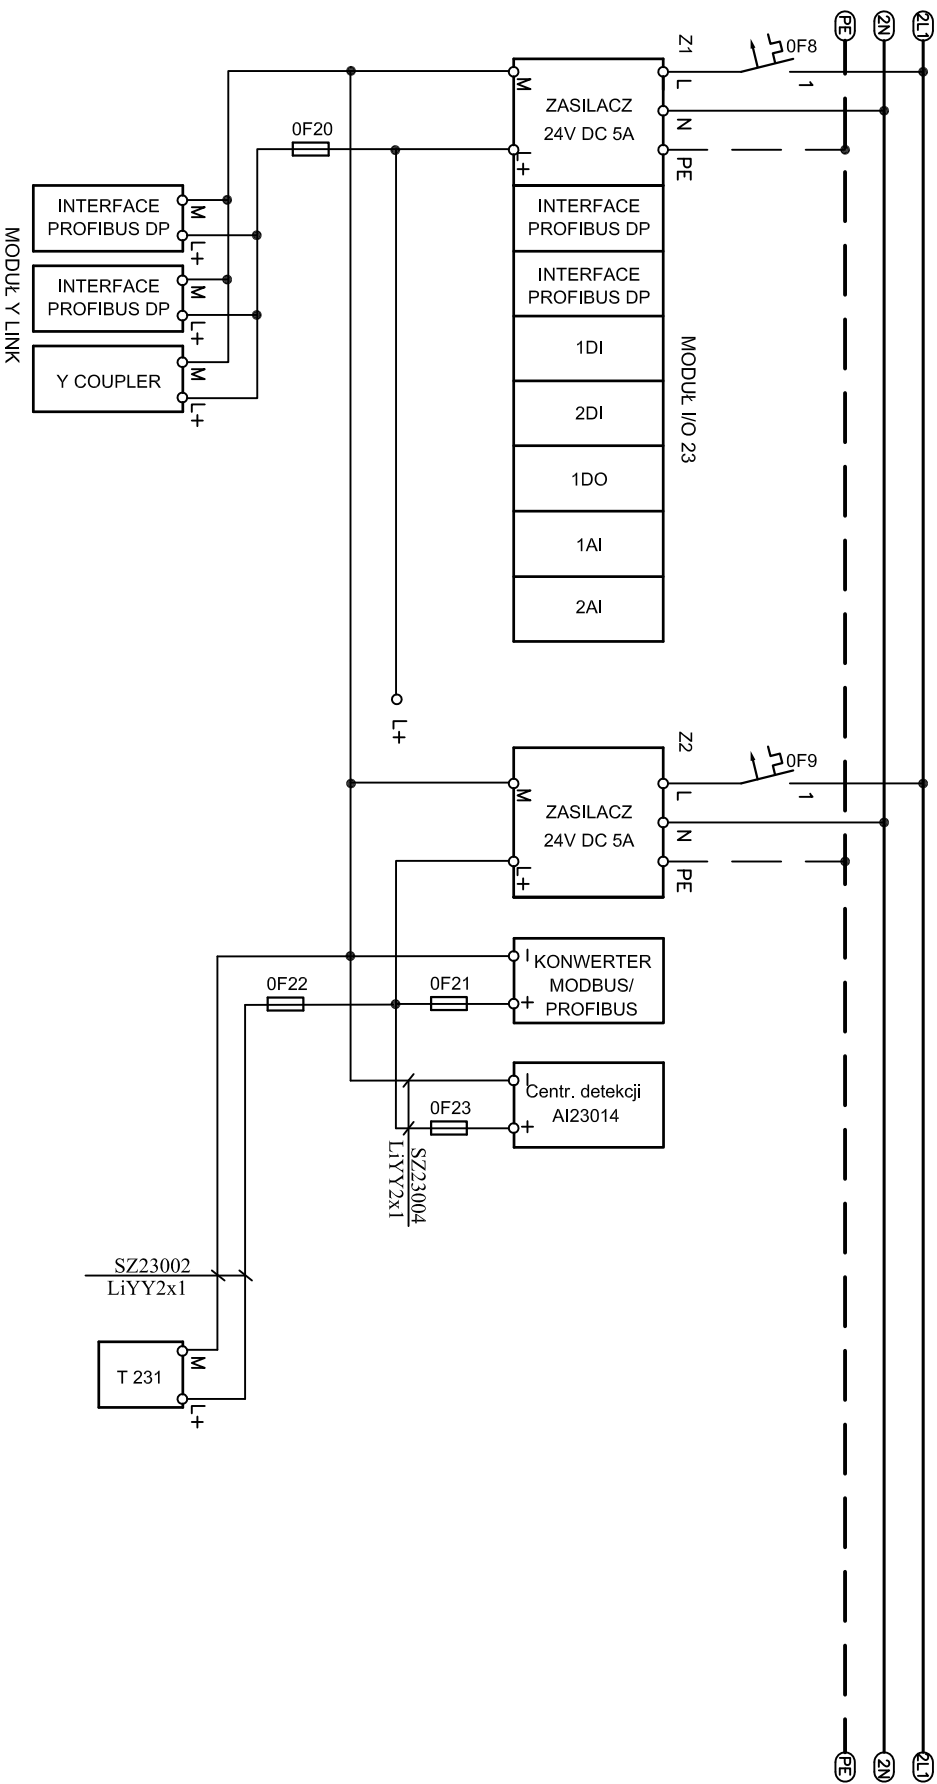 PE
2N
2L1
0F8
1
Z1
L
N
PE
M
L+
ZASILACZ
24V DC 5A
INTERFACE
PROFIBUS DP
INTERFACE
PROFIBUS DP
1DI
2DI
1DO
1AI
2AI
MODUŁ I/O 23
0F20
INTERFACE
PROFIBUS DP
M
L+
INTERFACE
PROFIBUS DP
M
L+
Y COUPLER
M
L+
MODUŁ Y LINK
L+
0F9
1
Z2
L
N
PE
M
L+
ZASILACZ
24V DC 5A
0F22
0F21
-
+
KONWERTER
MODBUS/
PROFIBUS
0F23
-
+
Centr. detekcji
AI23014
SZ23004
LiYY2x1
SZ23002
LiYY2x1
T 231
M
L+
PE
2N
2L1